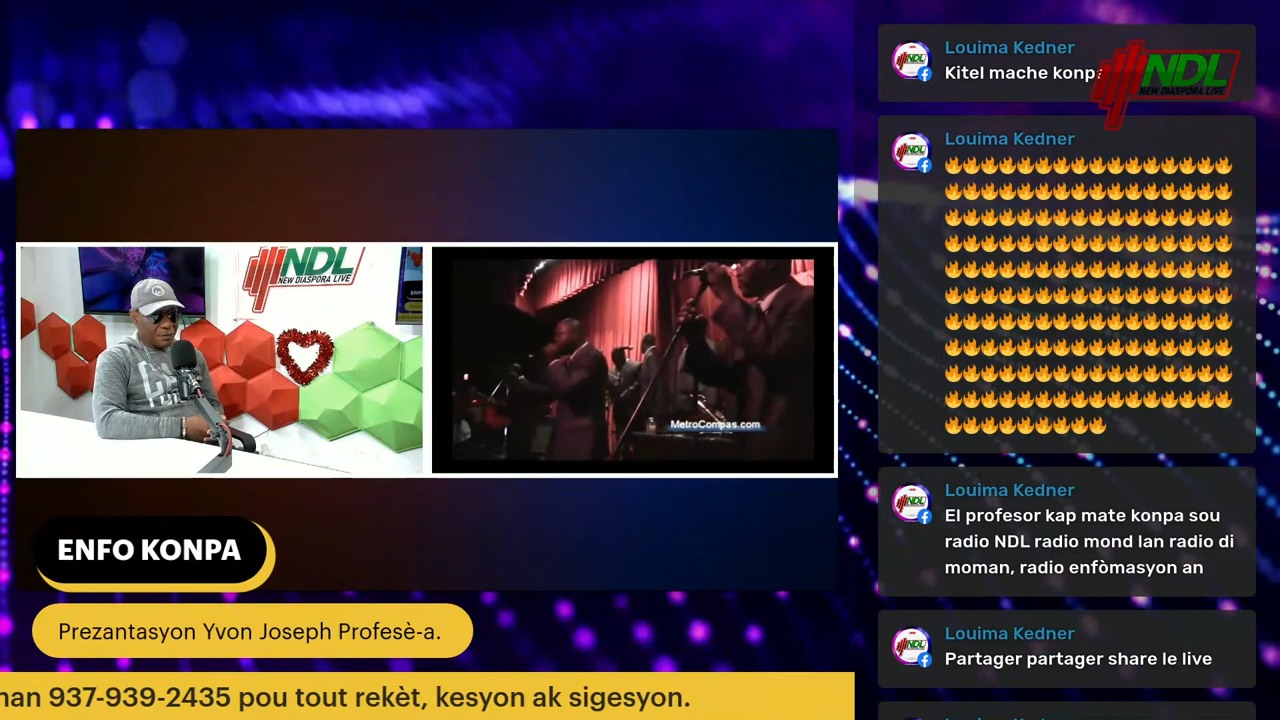 Louima Kedner
Kitel mache konpa
NDL
NEW DIASPORA LIVE
Louima Kedner
NDL
NEW DIASPORA LIVE
MetroCompas.com
Louima Kedner
El profesor kap mate konpa sou
radio NDL radio mond lan radio di
moman, radio enfòmasyon an
ENFO KONPA
Prezantasyon Yvon Joseph Profesè-a.
Louima Kedner
Partager partager share le live
937-939-2435 pou tout rekèt, kesyon ak sigesyon.